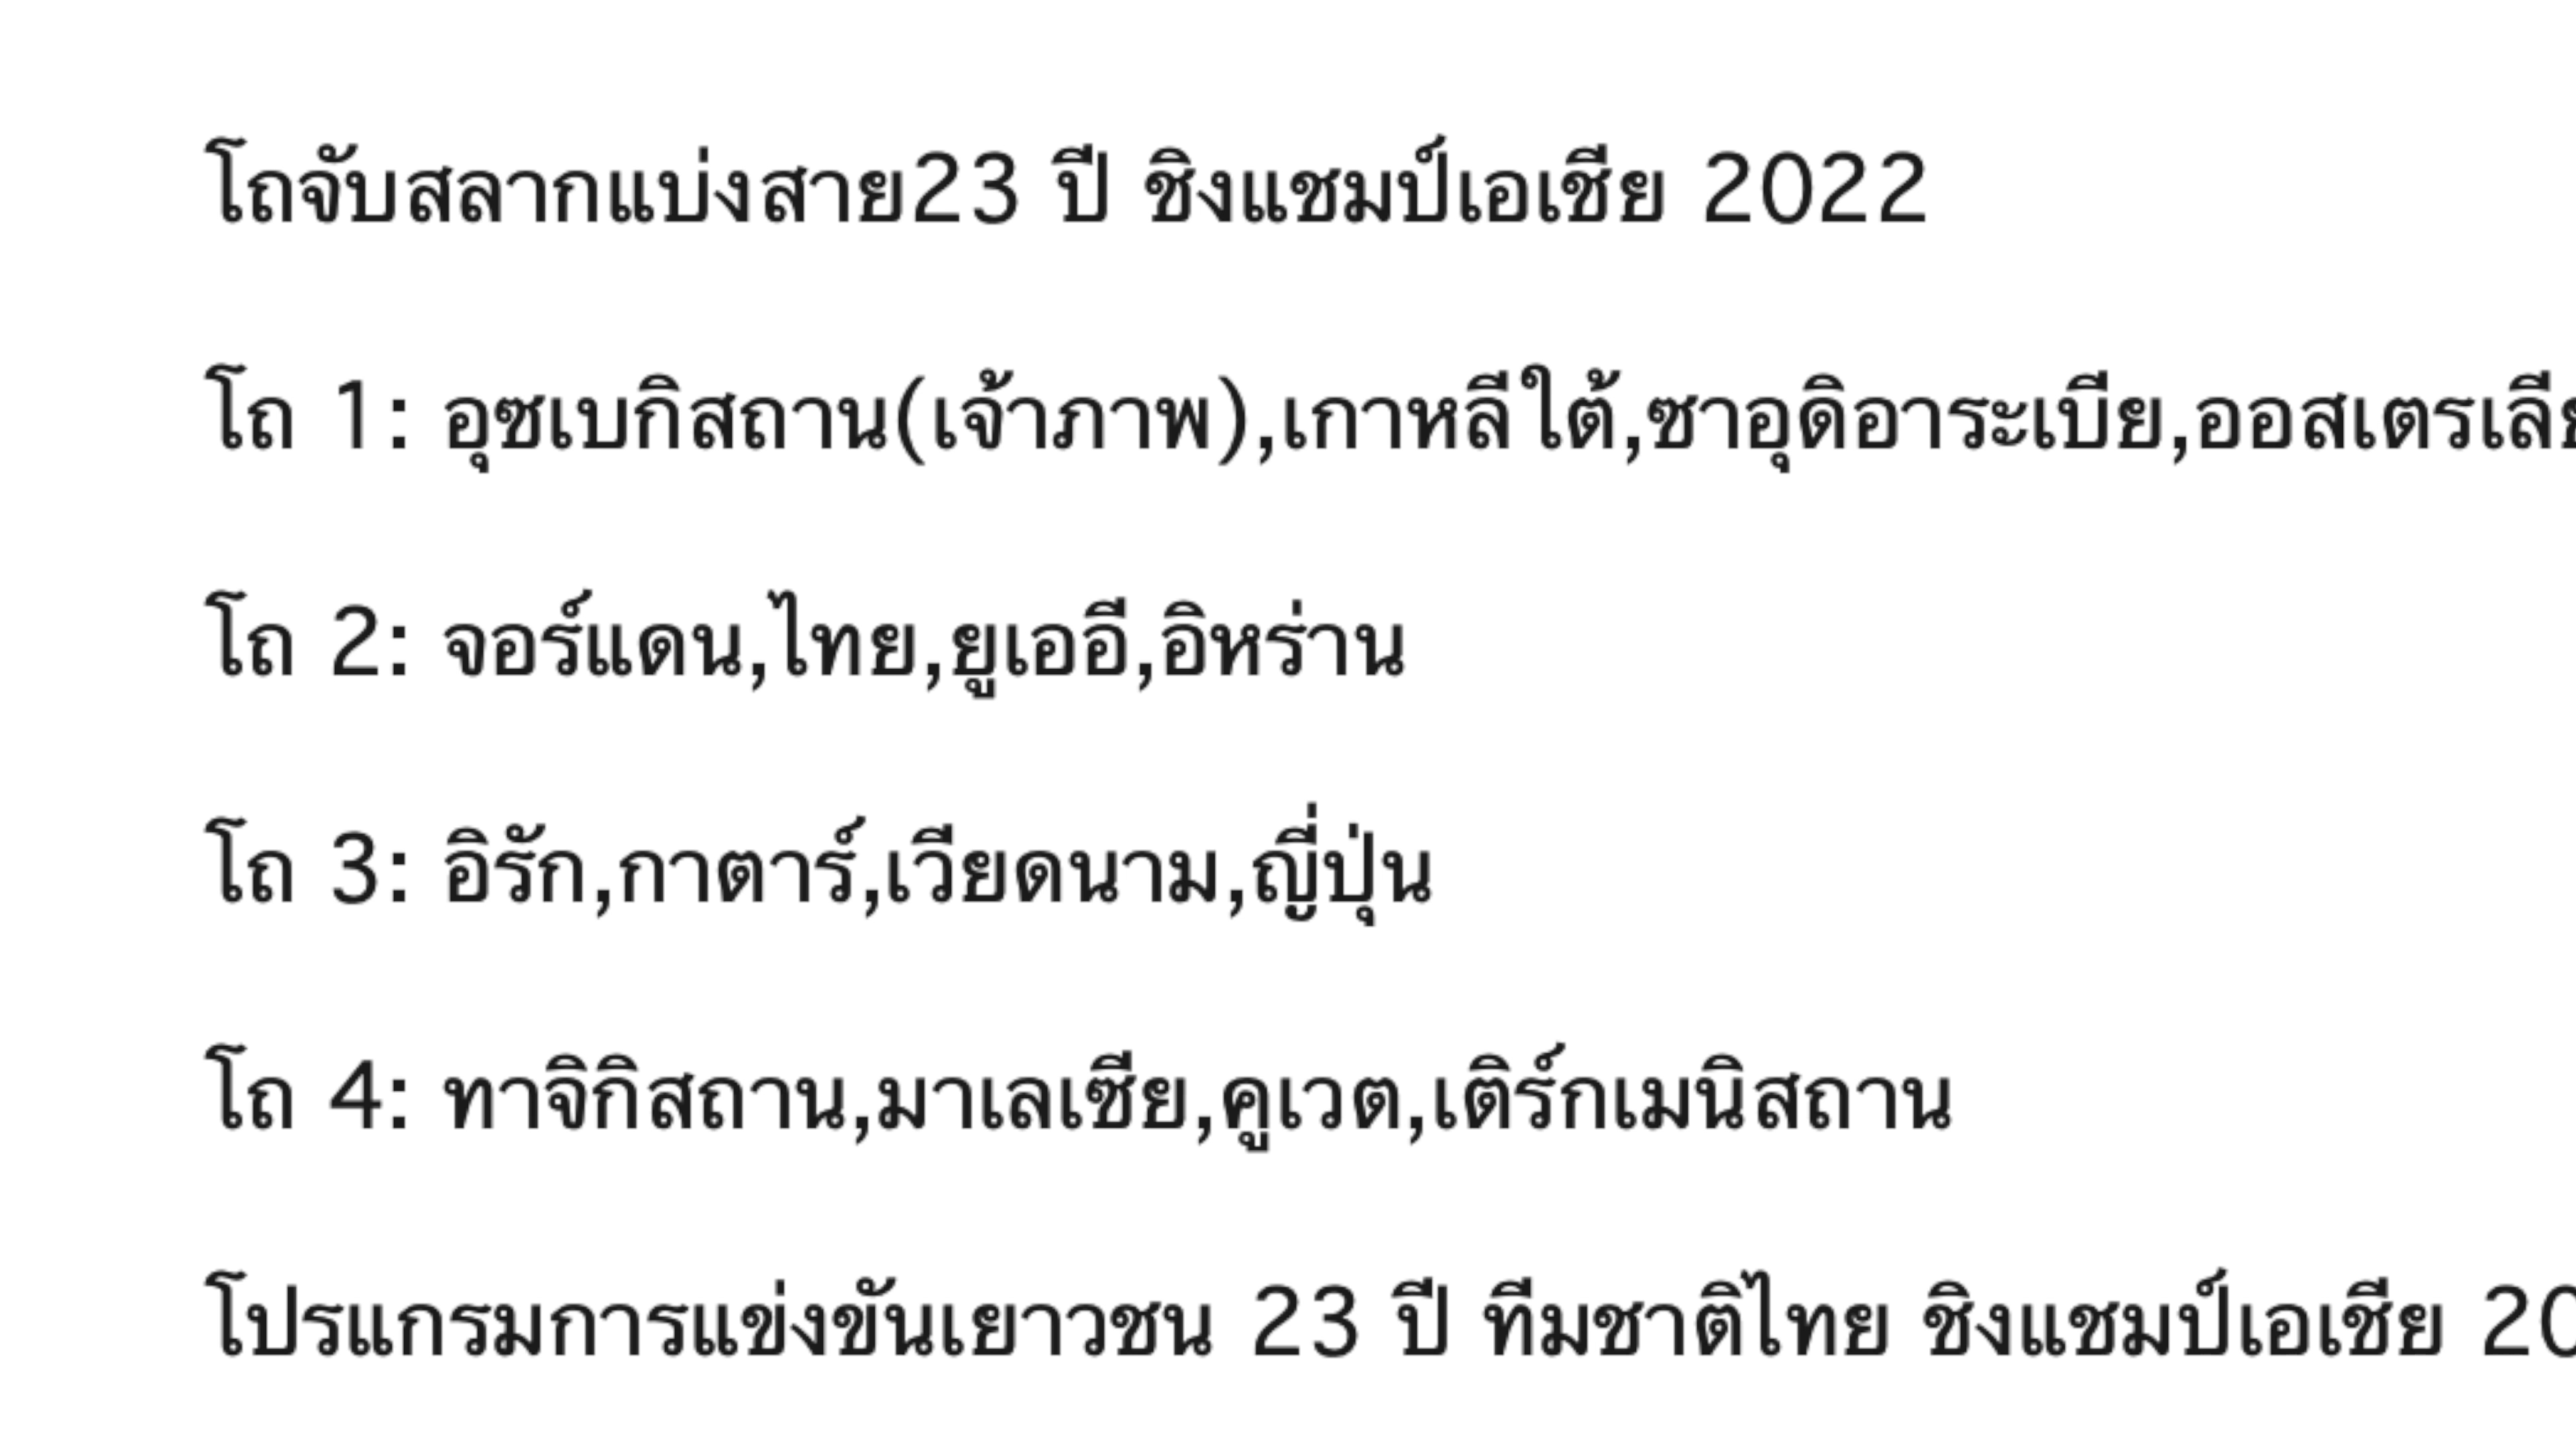 โถจับสลากแบ่งสาย23 ปี ชิงแชมป์เอเชีย 2022
โถ 1: อุซเบกิสถาน(เจ้าภาพ),เกาหลีใต้,ซาอุดิอาระเบีย,
โถ 2: จอร์แดน,ไทย,ยูเออี,อิหร่าน
โถ 3: อิรัก,กาตาร์,เวียดนาม,ญี่ปุ่น
โถ 4: ทาจิกิสถาน,มาเลเซีย,คูเวต,เติร์กเมนิสถาน
โปรแกรมการแข่งขันเยาวชน 23 ปี ทีมชาติไทย ชิงแชมป์เอเชีย